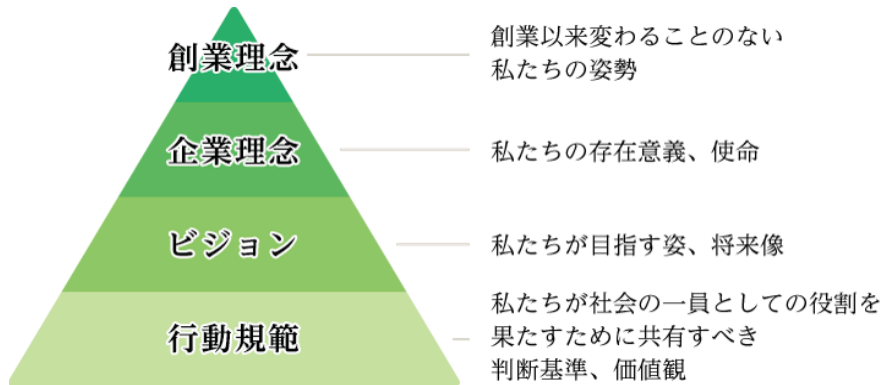 創業理念
創業以来変わることのない
私たちの姿勢
企業理念
私たちの存在意義、使命
ビジョン
私たちが目指す姿、将来像
行動規範
私たちが社会の一員としての役割を
果たすために共有すべき
判断基準、価値観